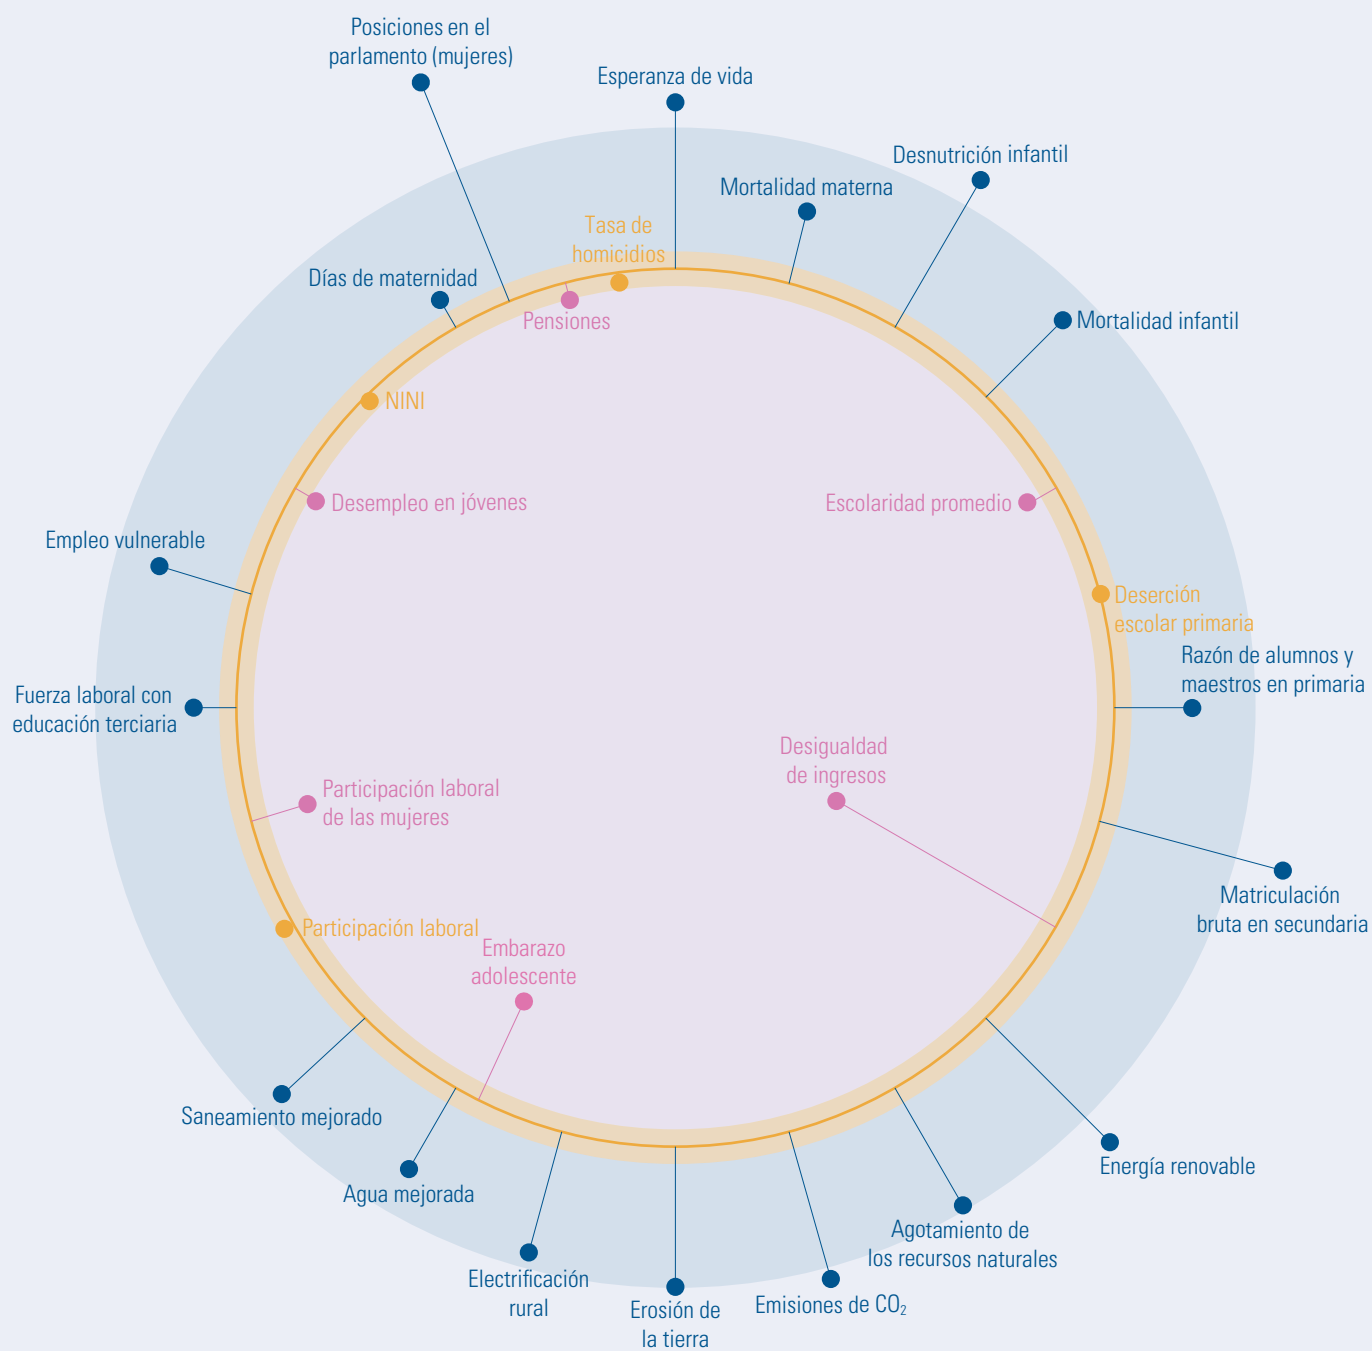 Posiciones en el
parlamento (mujeres)
Esperanza de vida
Desnutrición infantil
Mortalidad materna
Tasa de
homicidios
Días de maternidad
Pensiones
Mortalidad infantil
NINI
Desempleo en jóvenes
Escolaridad promedio
Empleo vulnerable
Deserción
escolar primaria
Razón de alumnos y
maestros en primaria
Fuerza laboral con
educación terciaria
Desigualdad
de ingresos
Participación laboral
de las mujeres
Matriculación
bruta en secundaria
Participación laboral
Embarazo
adolescente
Saneamiento mejorado
Energía renovable
Agua mejorada
Agotamiento de
los recursos naturales
Electrificación
rural
Erosión de
la tierra
Emisiones de CO₂